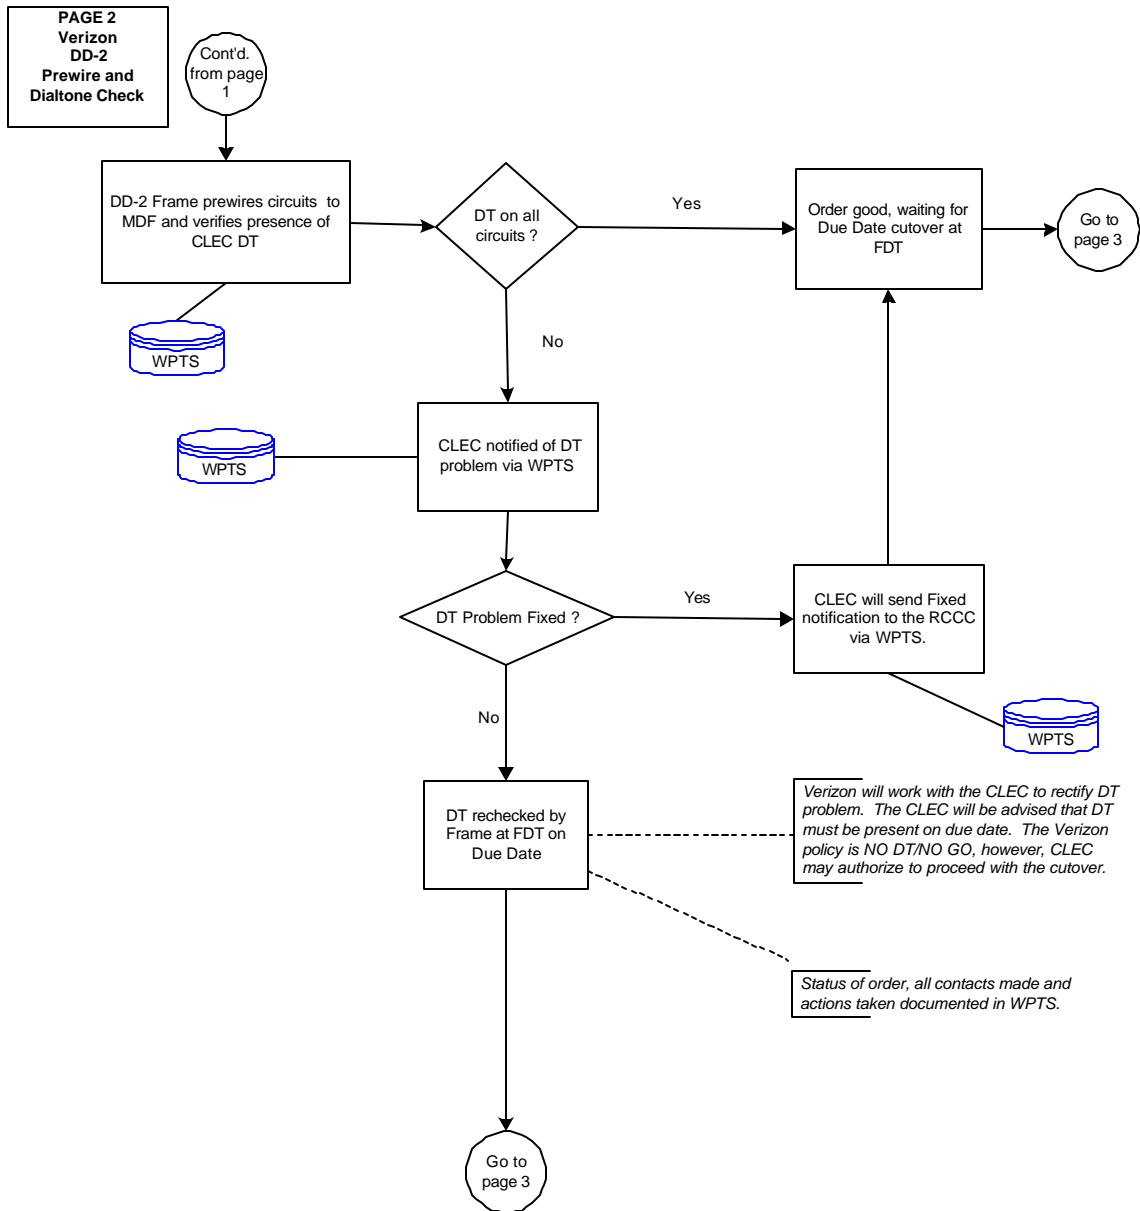 PAGE 2
Verizon
DD-2
Prewire and
Dialtone Check
Cont'd.
from page
1
DD-2 Frame prewires circuits to
MDF and verifies presence of
CLEC DT
WPTS
DT on all
circuits ?
Yes
Order good, waiting for
Due Date cutover at
FDT
Go to
page 3
No
CLEC notified of DT
problem via WPTS
WPTS
DT Problem Fixed ?
Yes
CLEC will send Fixed
notification to the RCCC
via WPTS.
WPTS
No
DT rechecked by
Frame at FDT on
Due Date
Verizon will work with the CLEC to rectify DT
problem. The CLEC will be advised that DT
must be present on due date. The Verizon
policy is NO DT/NO GO, however, CLEC
may authorize to proceed with the cutover.
Status of order, all contacts made and
actions taken documented in WPTS.
Go to
page 3